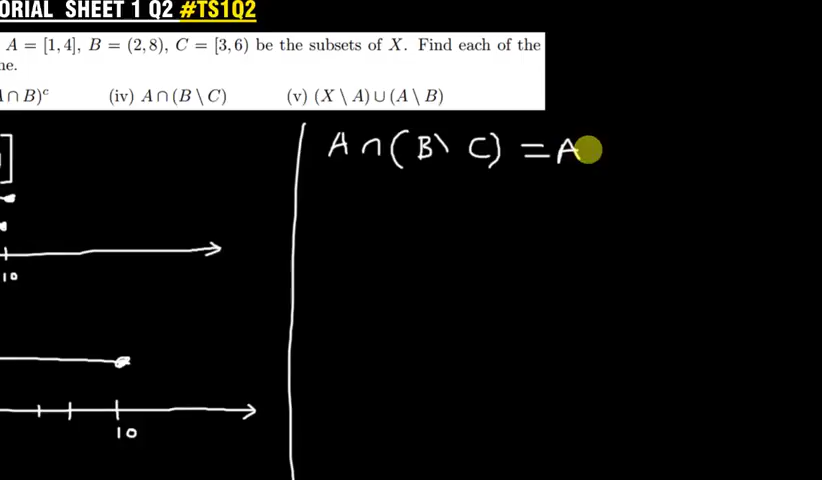 ORIAL SHEET 1 Q2 #TS1Q2
A = [1, 4], B = (2, 8), C = [3, 6) be the subsets of X. Find each of the
ne.
A ∩ B)ᶜ (iv) A ∩ (B \ C) (v) (X \ A) ∪ (A \ B)
A ∩ ( B \ C) = A
]
10
10